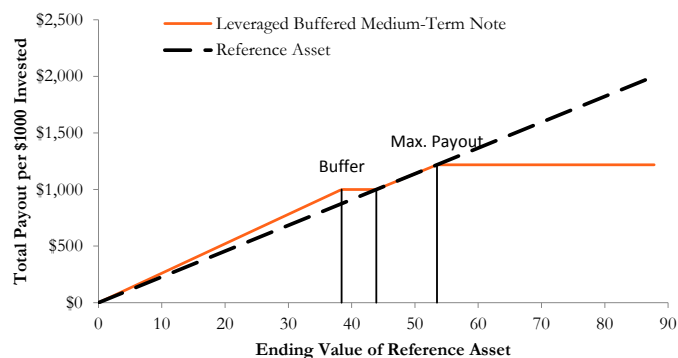 Leveraged Buffered Medium-Term Note
Reference Asset
Total Payout per $1000 Invested
$2,500
$2,000
$1,500
$1,000
$500
$0
Buffer
Max. Payout
0 10 20 30 40 50 60 70 80 90
Ending Value of Reference Asset